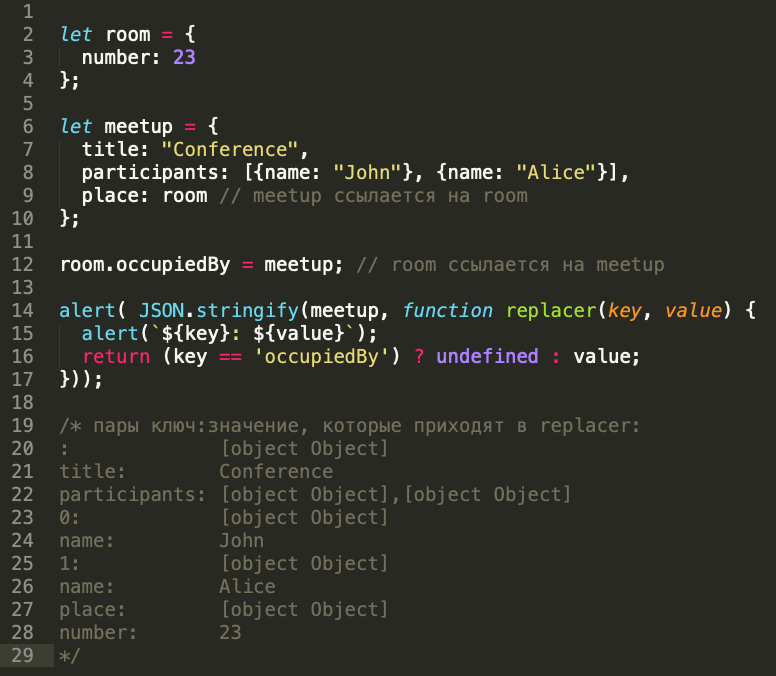 1
2 let room = {
3   number: 23
4 };
5
6 let meetup = {
7   title: "Conference",
8   participants: [{name: "John"}, {name: "Alice"}],
9   place: room // meetup ссылается на room
10 };
11
12 room.occupiedBy = meetup; // room ссылается на meetup
13
14 alert( JSON.stringify(meetup, function replacer(key, value) {
15   alert(`${key}: ${value}`);
16   return (key == 'occupiedBy') ? undefined : value;
17 }));
18
19 /* пары ключ:значение, которые приходят в replacer:
20 :             [object Object]
21 title:        Conference
22 participants: [object Object],[object Object]
23 0:            [object Object]
24 name:         John
25 1:            [object Object]
26 name:         Alice
27 place:        [object Object]
28 number:       23
29 */